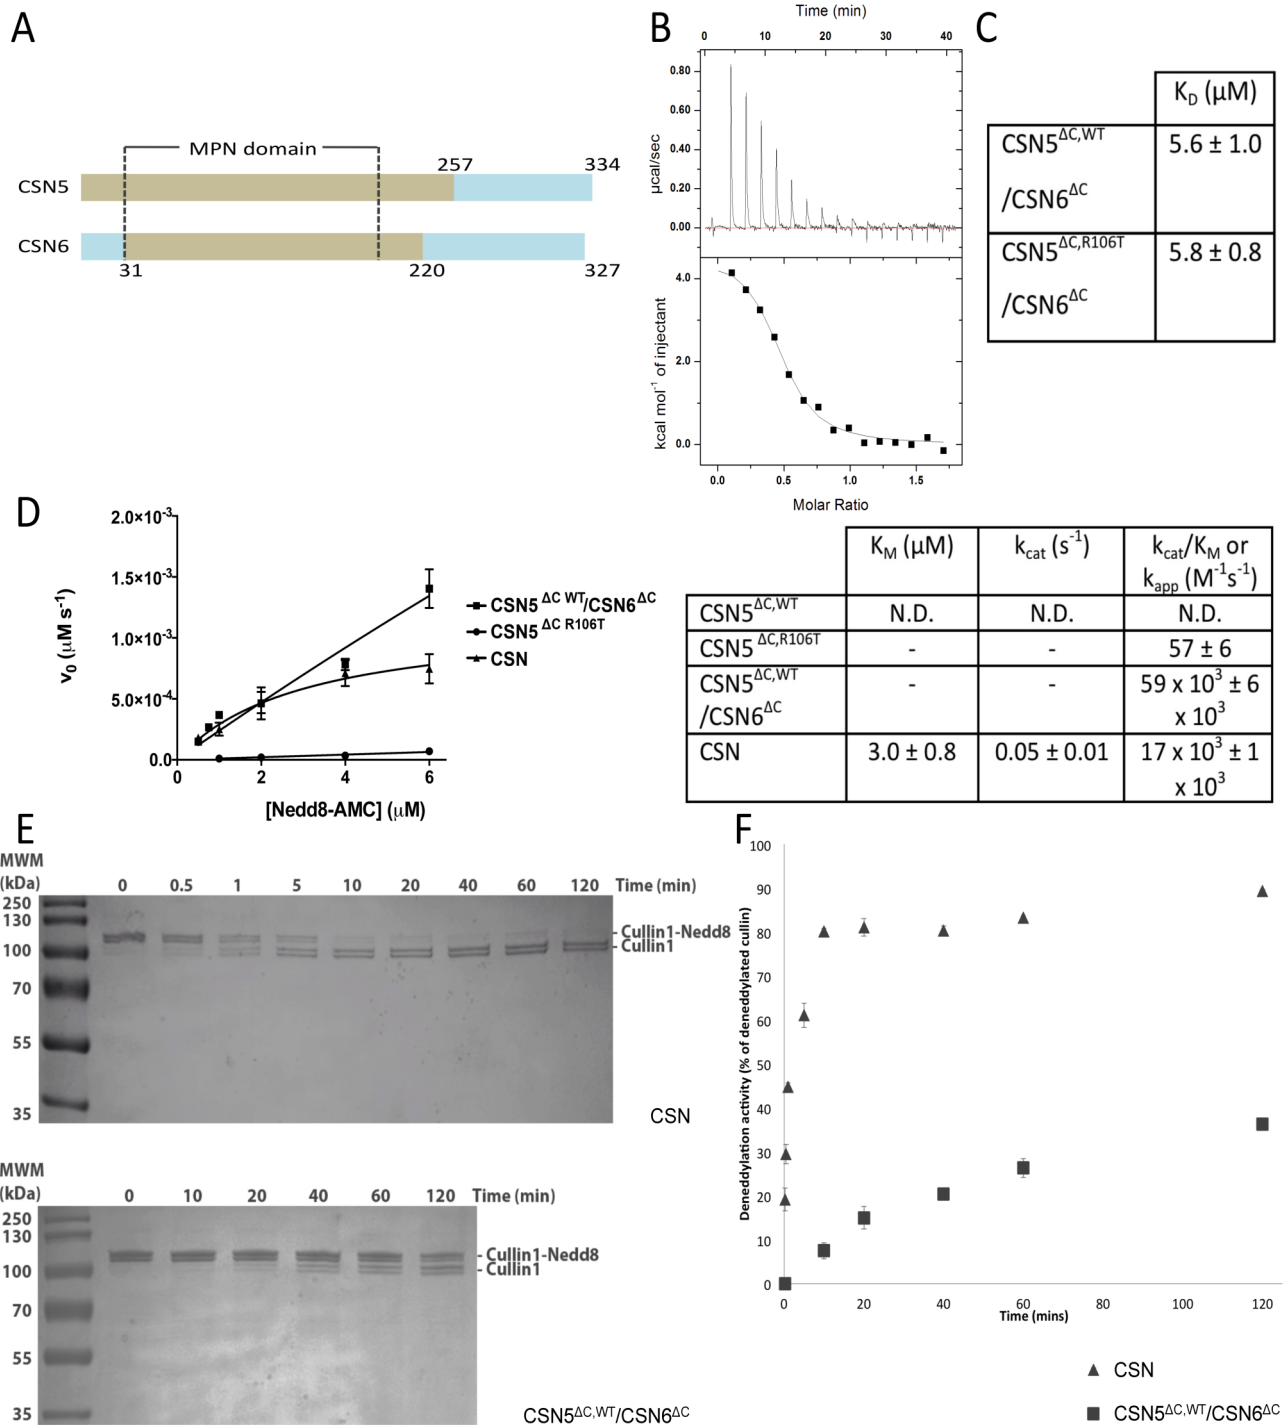 A
MPN domain
257
334
CSN5
CSN6
31
220
327
B
Time (min)
0 10 20 30 40
0.80
0.40
0.20
0.00
µcal/sec
4.0
2.0
0.0
kcal mol⁻¹ of injectant
0.0 0.5 1.0 1.5
Molar Ratio
C
K_D (µM)
CSN5^ΔC,WT /CSN6^ΔC
5.6 ± 1.0
CSN5^ΔC,R106T /CSN6^ΔC
5.8 ± 0.8
D
2.0×10⁻³
1.5×10⁻³
1.0×10⁻³
5.0×10⁻⁴
0.0
v₀ (µM s⁻¹)
0 2 4 6
[Nedd8-AMC] (µM)
CSN5^ΔC WT/CSN6^ΔC
CSN5^ΔC R106T
CSN
K_M (µM) k_cat (s⁻¹) k_cat/K_M or k_app (M⁻¹s⁻¹)
CSN5^ΔC,WT N.D. N.D. N.D.
CSN5^ΔC,R106T - - 57 ± 6
CSN5^ΔC,WT /CSN6^ΔC - - 59 x 10³ ± 6 x 10³
CSN 3.0 ± 0.8 0.05 ± 0.01 17 x 10³ ± 1 x 10³
E
MWM
(kDa)
0 0.5 1 5 10 20 40 60 120 Time (min)
250
130
100
70
55
35
Cullin1-Nedd8
Cullin1
CSN
MWM
(kDa)
0 10 20 40 60 120 Time (min)
250
130
100
70
55
35
Cullin1-Nedd8
Cullin1
CSN5^ΔC,WT/CSN6^ΔC
F
100
90
80
70
60
50
40
30
20
10
0
Deneddylation activity (% of deneddylated cullin)
0 20 40 60 80 100 120
Time (mins)
CSN
CSN5^ΔC,WT/CSN6^ΔC